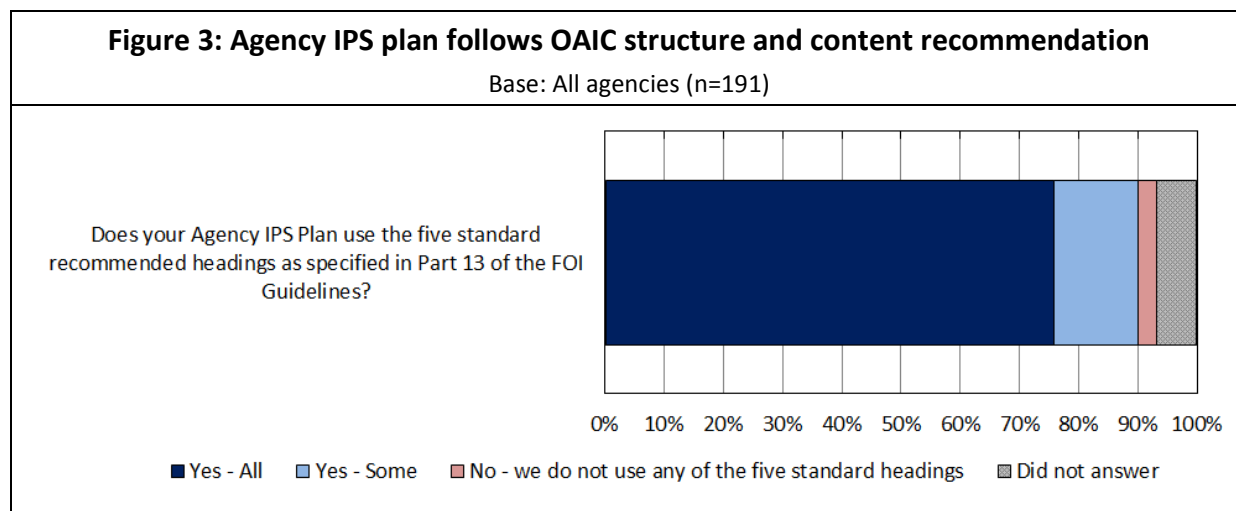 Figure 3: Agency IPS plan follows OAIC structure and content recommendation
Base: All agencies (n=191)
Does your Agency IPS Plan use the five standard
recommended headings as specified in Part 13 of the FOI
Guidelines?
0% 10% 20% 30% 40% 50% 60% 70% 80% 90% 100%
Yes - All Yes - Some No - we do not use any of the five standard headings Did not answer